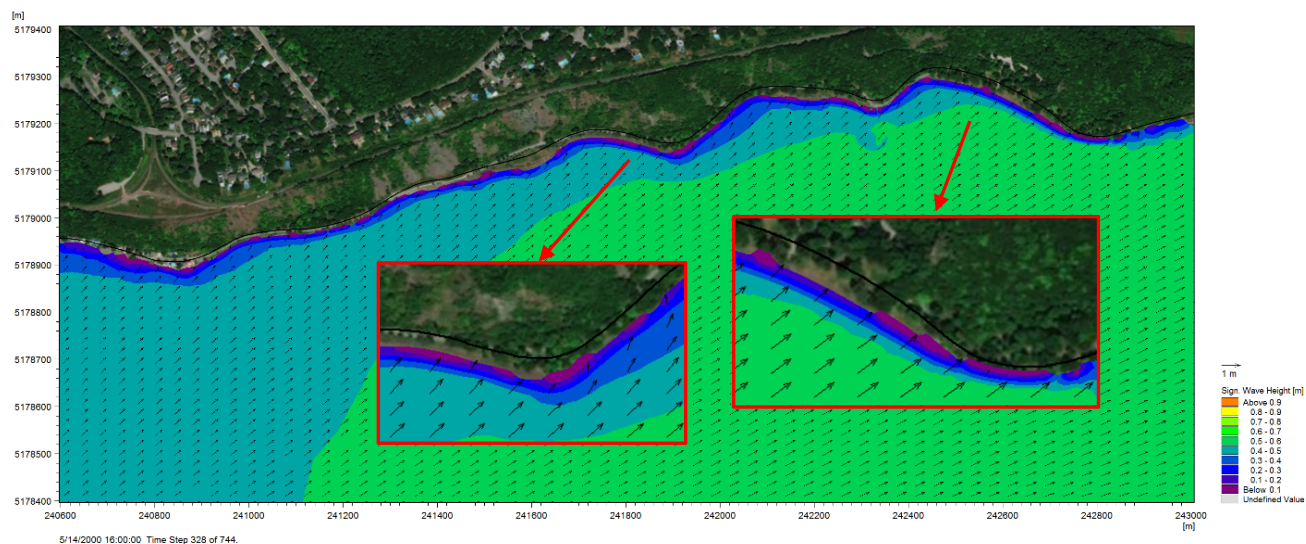 [m]
5179400
5179300
5179200
5179100
5179000
5178900
5178800
5178700
5178600
5178500
5178400
240600 240800 241000 241200 241400 241600 241800 242000 242200 242400 242600 242800 243000
[m]
5/14/2000 16:00:00 Time Step 328 of 744.
1 m
Sign. Wave Height [m]
Above 0.9
0.8 - 0.9
0.7 - 0.8
0.6 - 0.7
0.5 - 0.6
0.4 - 0.5
0.3 - 0.4
0.2 - 0.3
0.1 - 0.2
Below 0.1
Undefined Value